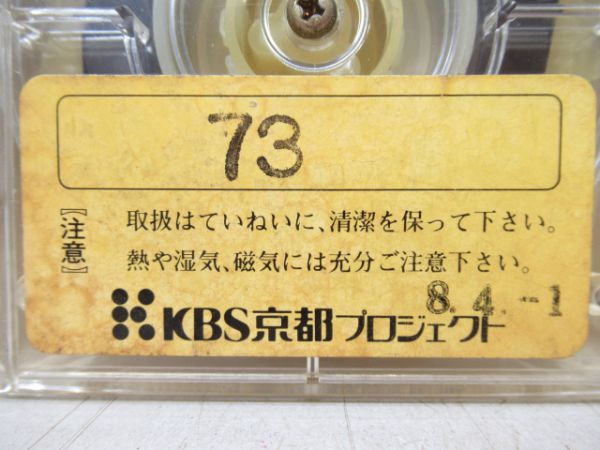 73
【注意】
取扱はていねいに、清潔を保って下さい。
熱や湿気、磁気には充分ご注意下さい。
8.4.-1
KBS京都プロジェクト